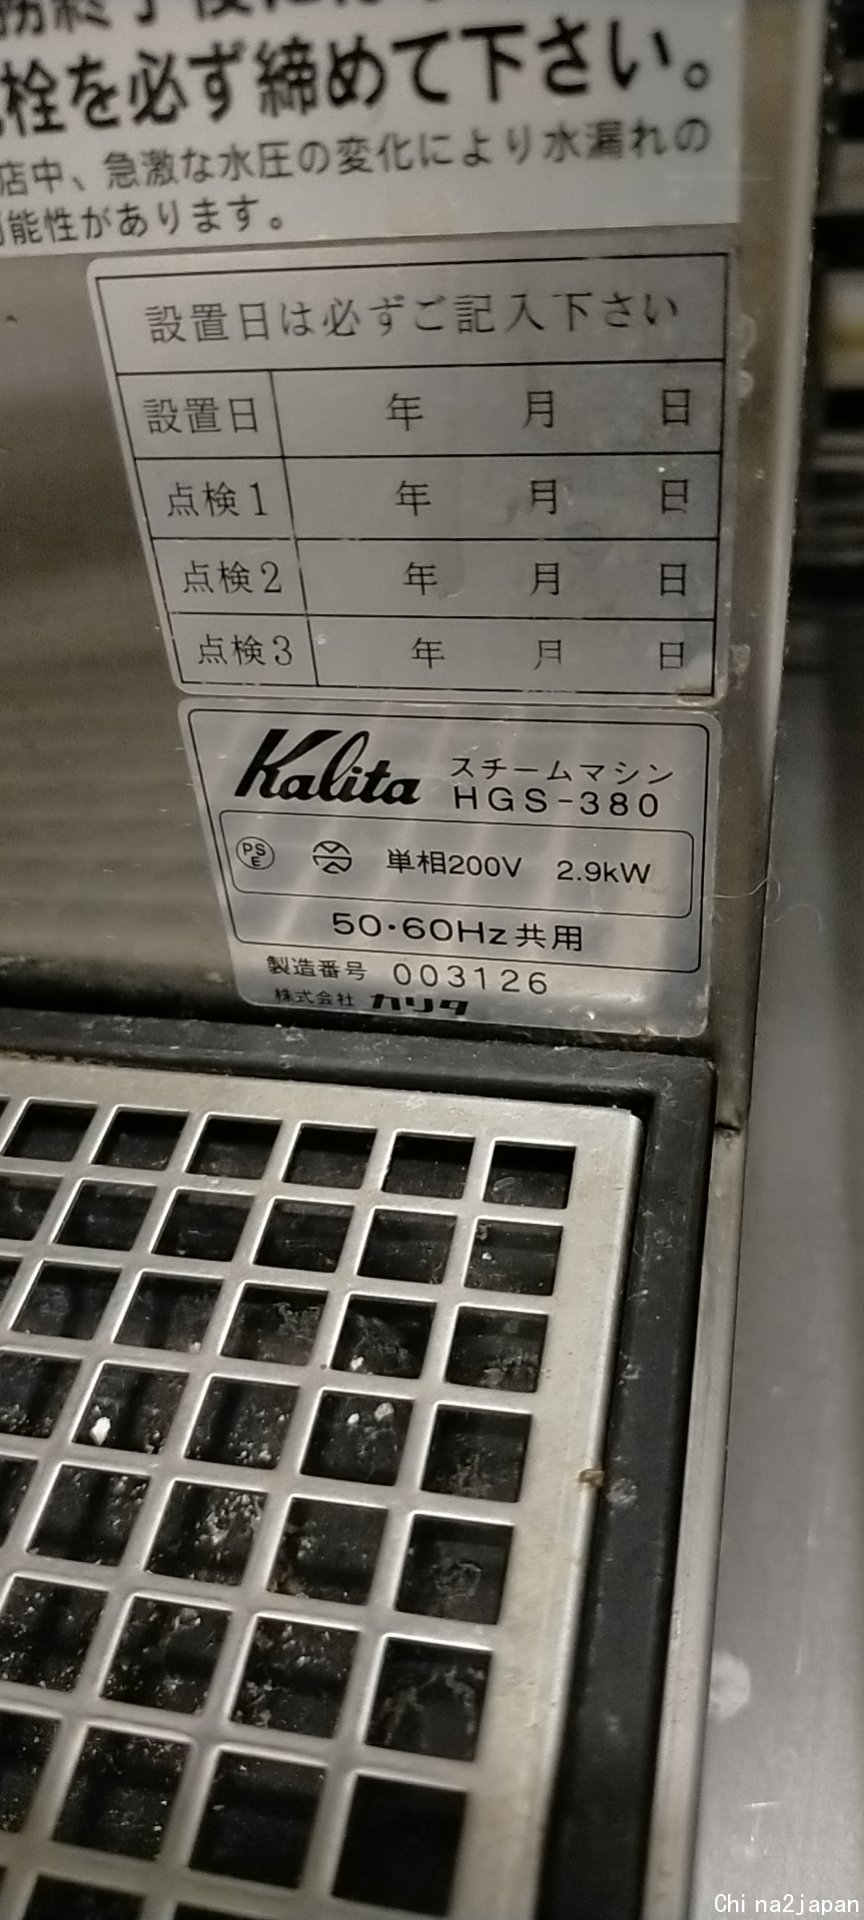 栓を必ず締めて下さい。
店中、急激な水圧の変化により水漏れの
可能性があります。
設置日は必ずご記入下さい
設置日 年 月 日
点検1 年 月 日
点検2 年 月 日
点検3 年 月 日
Kalita スチームマシン
HGS-380
PSE 単相200V 2.9kW
50・60Hz共用
製造番号 003126
株式会社 カリタ
Chi na2japan